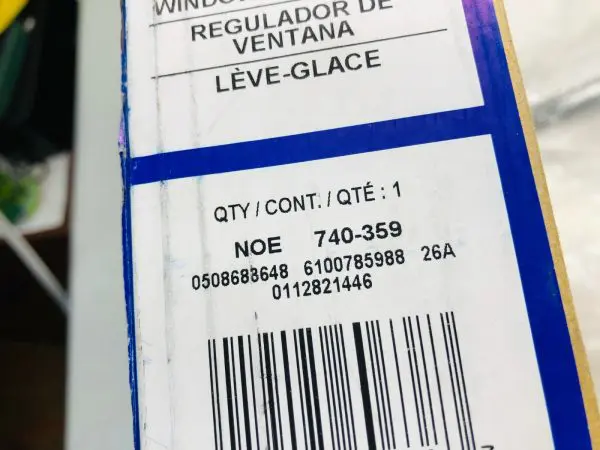 REGULADOR DE
VENTANA
LÈVE-GLACE
QTY / CONT. / QTÉ : 1
NOE 740-359
0508688648 6100785988 26A
0112821446